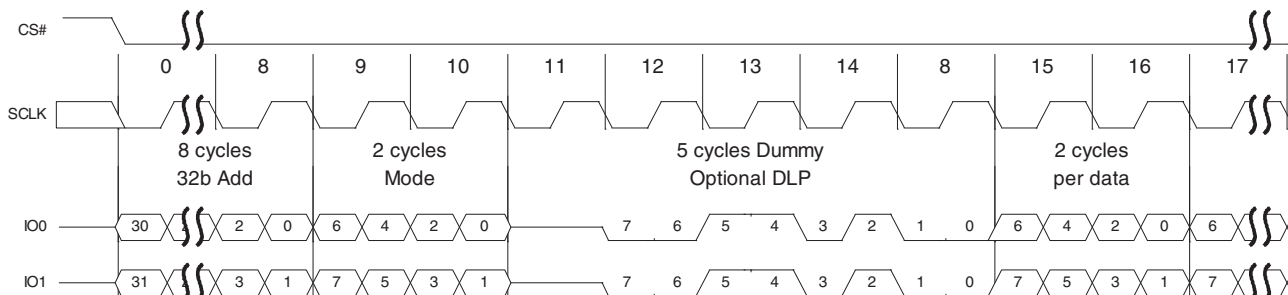 CS#
0 8 9 10 11 12 13 14 8 15 16 17
SCLK
8 cycles 2 cycles 5 cycles Dummy 2 cycles
32b Add Mode Optional DLP per data
IO0 30 2 0 6 4 2 0 7 6 5 4 3 2 1 0 6 4 2 0 6
IO1 31 3 1 7 5 3 1 7 6 5 4 3 2 1 0 7 5 3 1 7